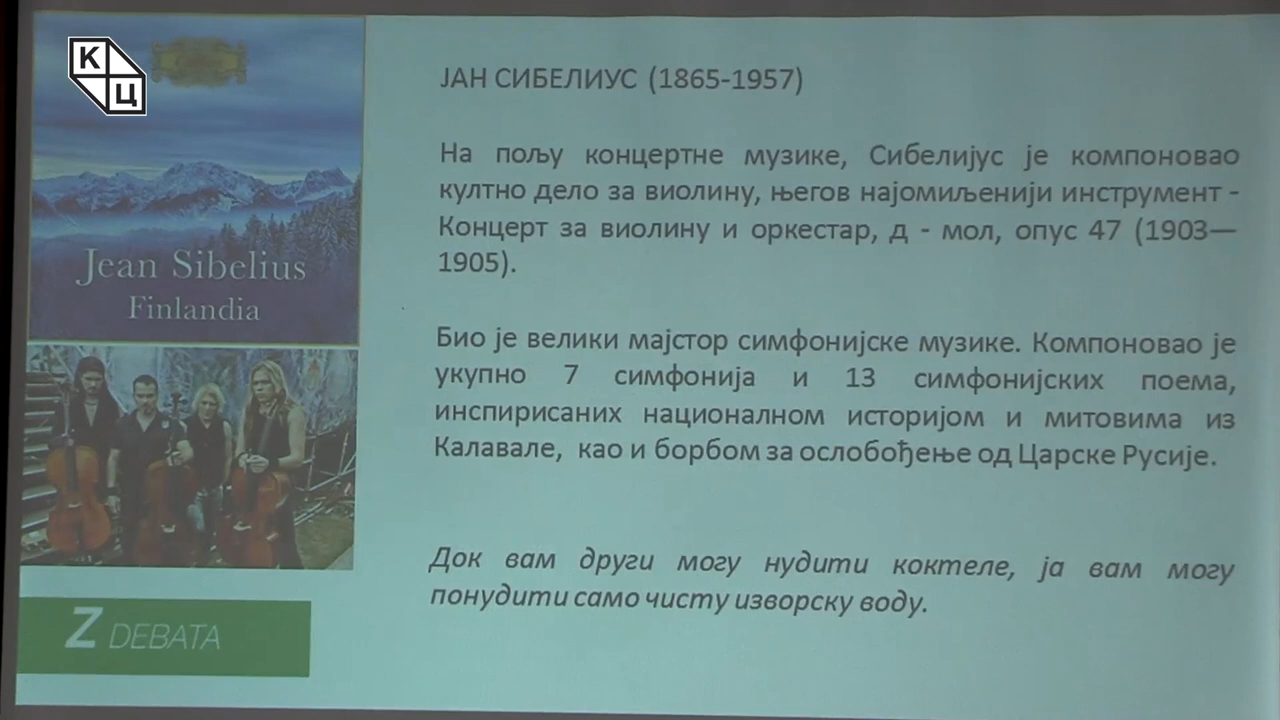 К
Ц
Jean Sibelius
Finlandia
Z DEBATA
ЈАН СИБЕЛИУС (1865-1957)
На пољу концертне музике, Сибелијус је компоновао
култно дело за виолину, његов најомиљенији инструмент -
Концерт за виолину и оркестар, д - мол, опус 47 (1903—
1905).
Био је велики мајстор симфонијске музике. Компоновао је
укупно 7 симфонија и 13 симфонијских поема,
инспирисаних националном историјом и митовима из
Калавале, као и борбом за ослобођење од Царске Русије.
Док вам други могу нудити коктеле, ја вам могу
понудити само чисту изворску воду.